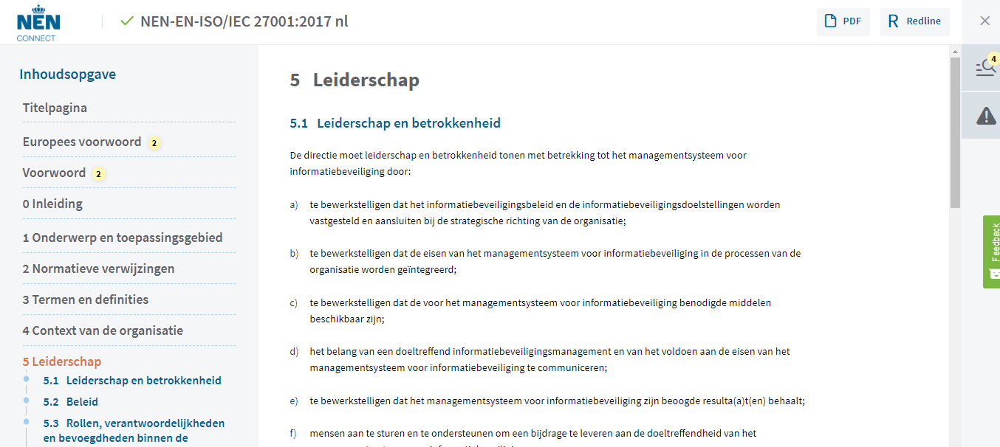 NEN
CONNECT
NEN-EN-ISO/IEC 27001:2017 nl
PDF
R Redline
4
Feedback
Inhoudsopgave
Titelpagina
Europees voorwoord 2
Voorwoord 2
0 Inleiding
1 Onderwerp en toepassingsgebied
2 Normatieve verwijzingen
3 Termen en definities
4 Context van de organisatie
5 Leiderschap
5.1 Leiderschap en betrokkenheid
5.2 Beleid
5.3 Rollen, verantwoordelijkheden
en bevoegdheden binnen de
5 Leiderschap
5.1 Leiderschap en betrokkenheid
De directie moet leiderschap en betrokkenheid tonen met betrekking tot het managementsysteem voor
informatiebeveiliging door:
a) te bewerkstelligen dat het informatiebeveiligingsbeleid en de informatiebeveiligingsdoelstellingen worden
vastgesteld en aansluiten bij de strategische richting van de organisatie;
b) te bewerkstelligen dat de eisen van het managementsysteem voor informatiebeveiliging in de processen van de
organisatie worden geïntegreerd;
c) te bewerkstelligen dat de voor het managementsysteem voor informatiebeveiliging benodigde middelen
beschikbaar zijn;
d) het belang van een doeltreffend informatiebeveiligingsmanagement en van het voldoen aan de eisen van het
managementsysteem voor informatiebeveiliging te communiceren;
e) te bewerkstelligen dat het managementsysteem voor informatiebeveiliging zijn beoogde resulta(a)t(en) behaalt;
f) mensen aan te sturen en te ondersteunen om een bijdrage te leveren aan de doeltreffendheid van het